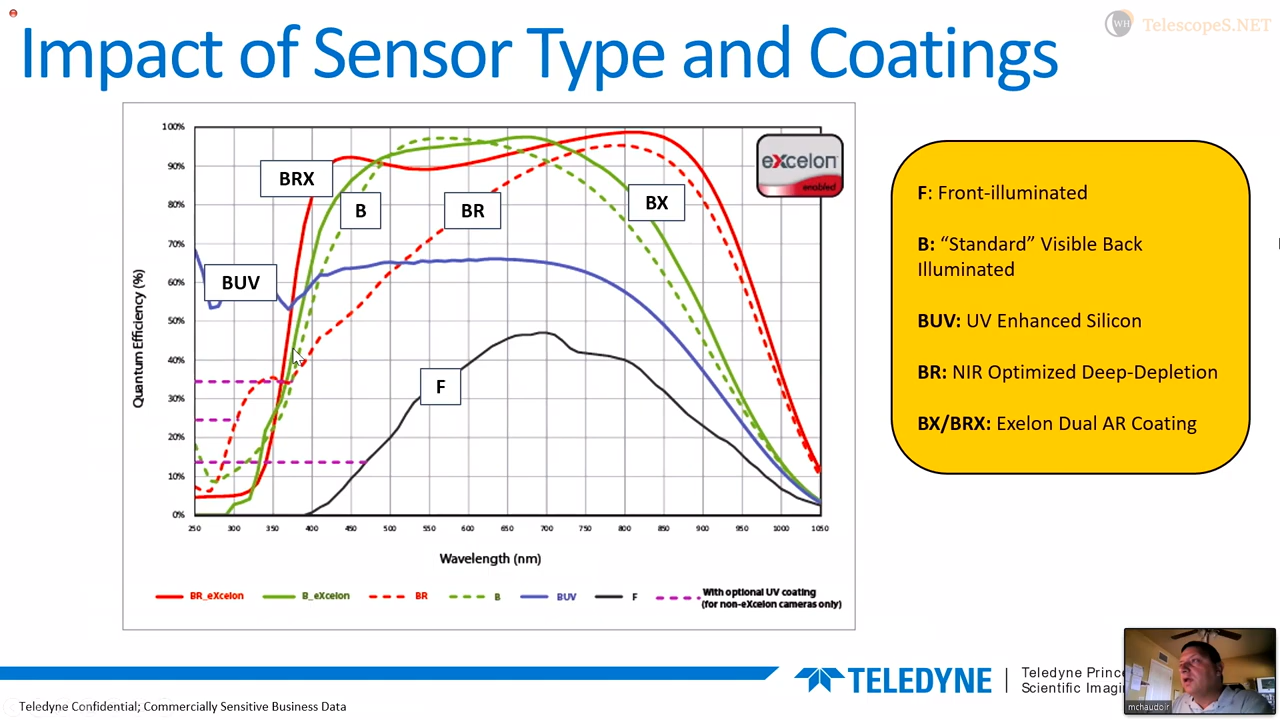 WH TelescopeS.NET
Impact of Sensor Type and Coatings
100%
90%
80%
70%
60%
50%
40%
30%
20%
10%
0%
Quantum Efficiency (%)
BRX
B
BR
BX
BUV
F
eXcelon
enabled
250 300 350 400 450 500 550 600 650 700 750 800 850 900 950 1000 1050
Wavelength (nm)
BR_eXcelon B_eXcelon BR B BUV F With optional UV coating
(for non-eXcelon cameras only)
F: Front-illuminated
B: “Standard” Visible Back
Illuminated
BUV: UV Enhanced Silicon
BR: NIR Optimized Deep-Depletion
BX/BRX: Exelon Dual AR Coating
TELEDYNE
Teledyne
Scientific
mchaudoir
Teledyne Confidential; Commercially Sensitive Business Data